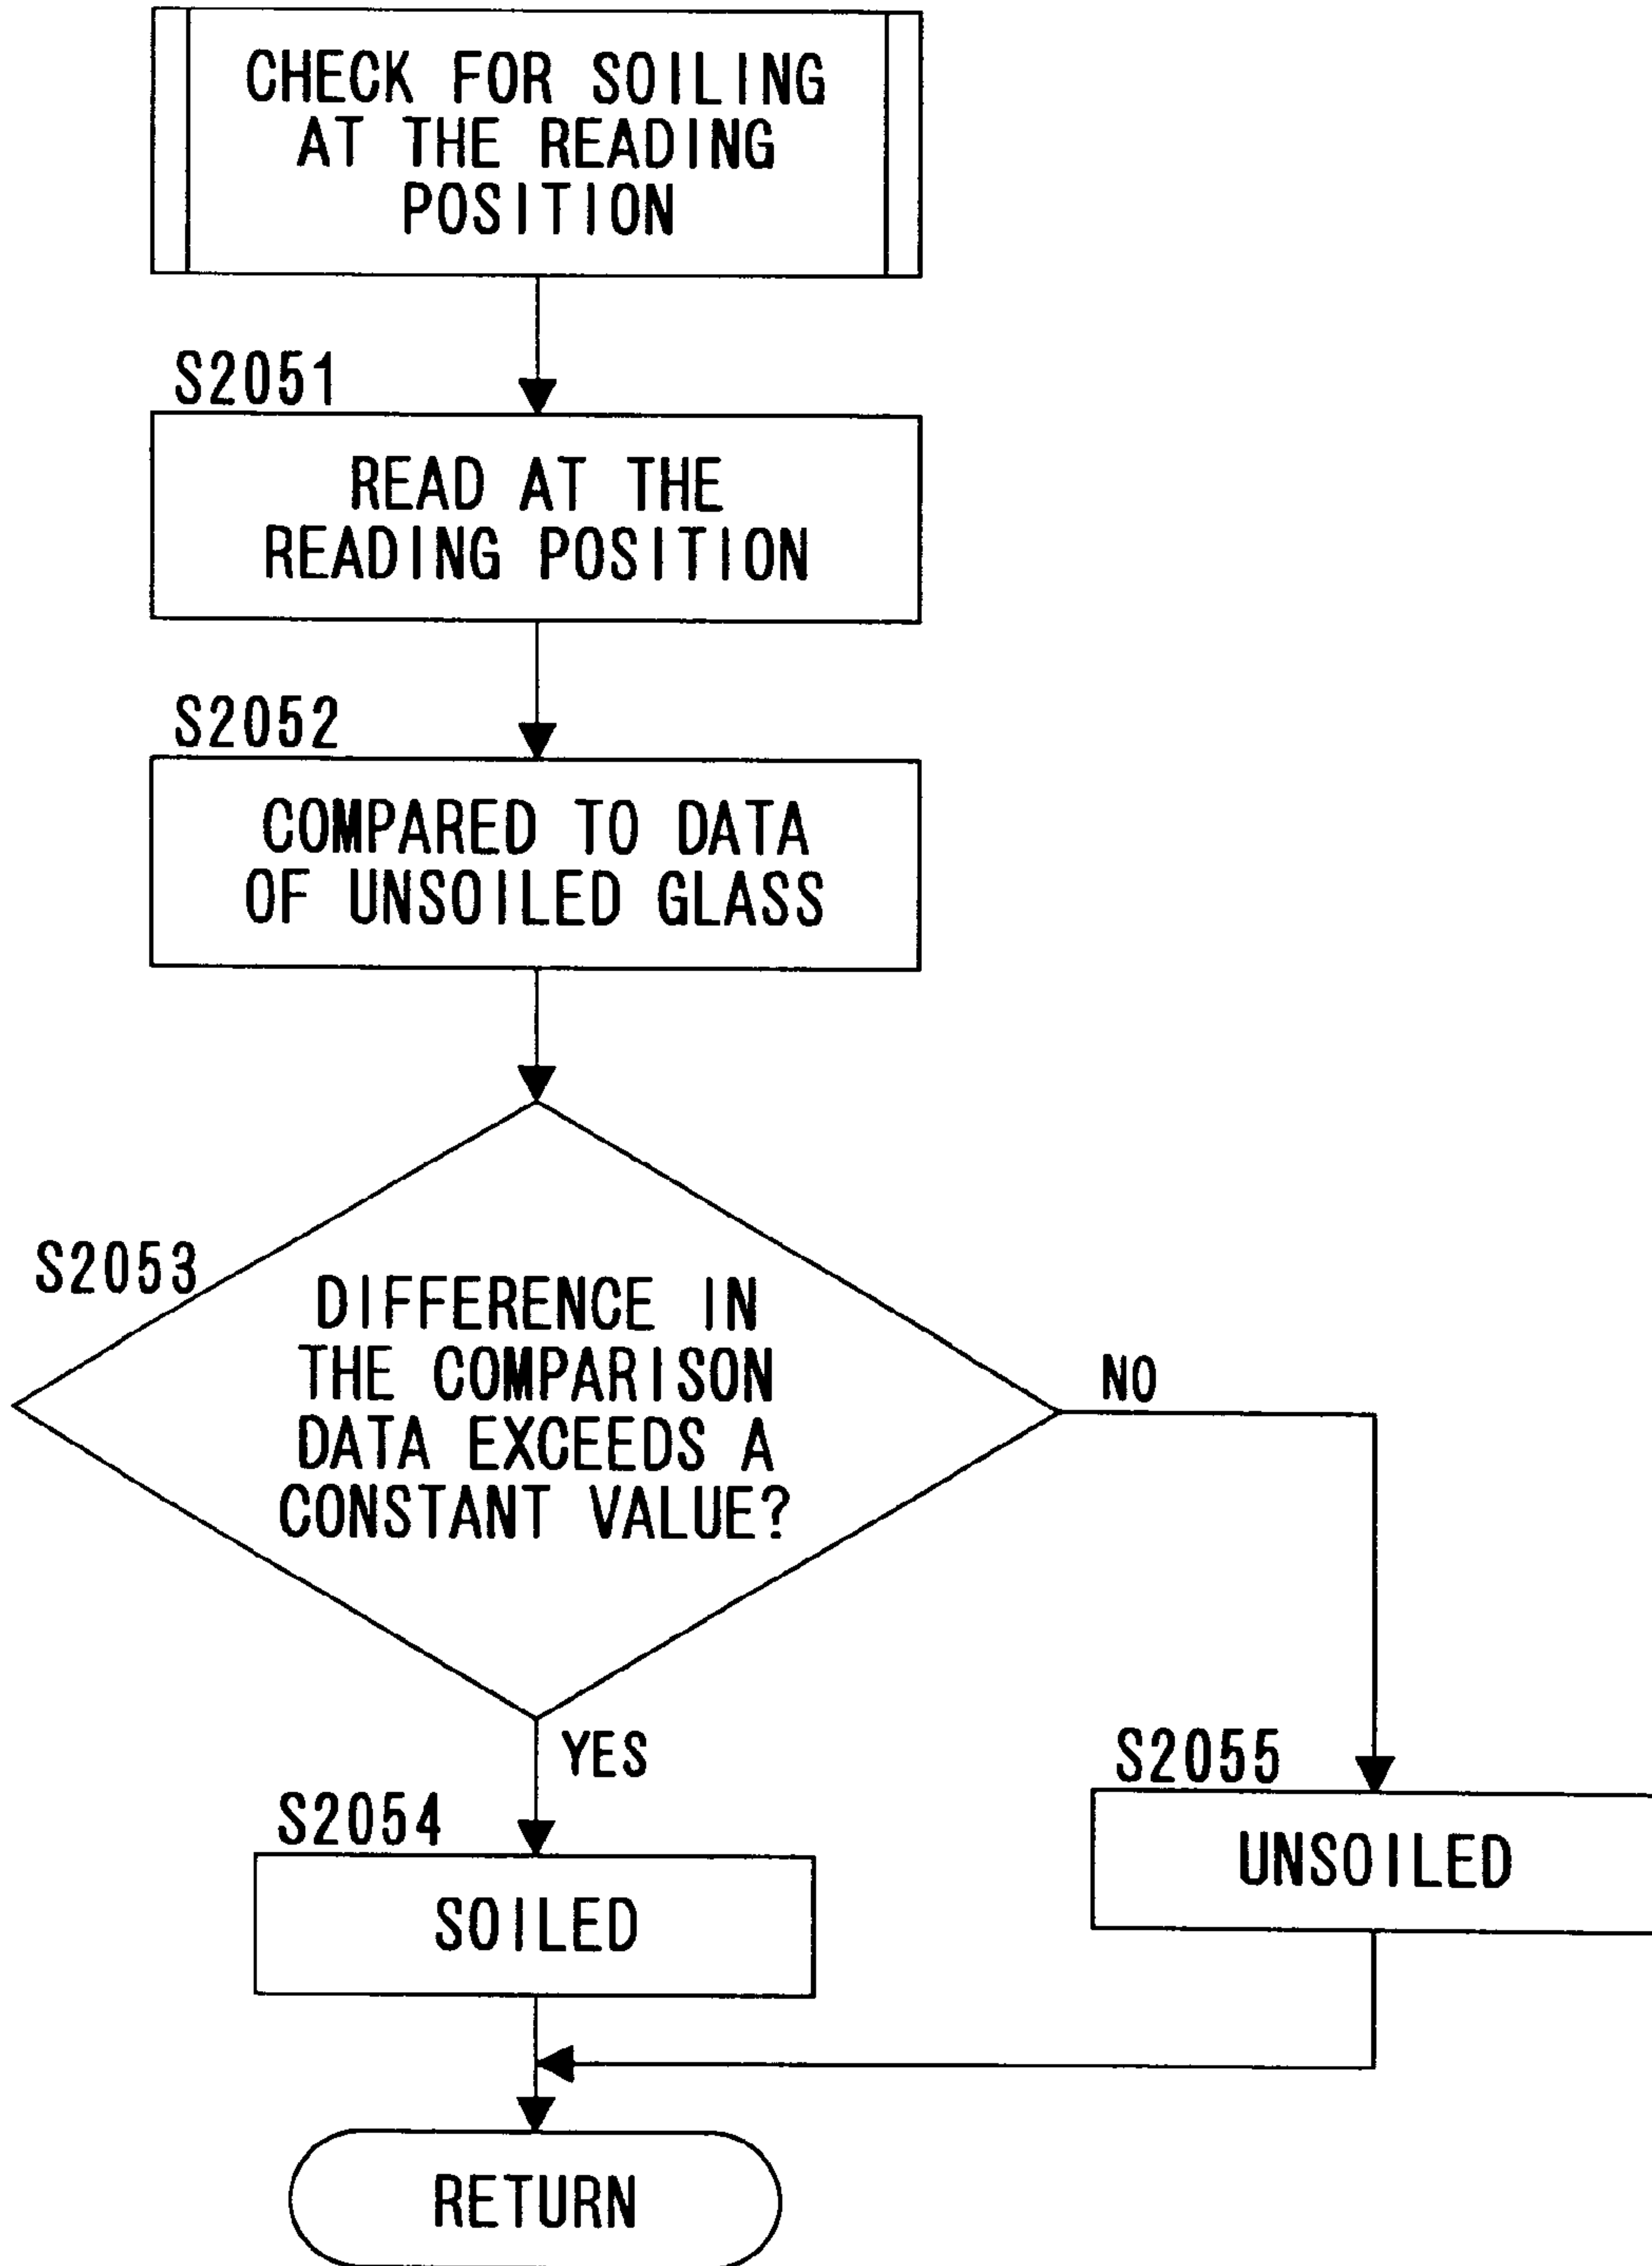 CHECK FOR SOILING
AT THE READING
POSITION
S2051
READ AT THE
READING POSITION
S2052
COMPARED TO DATA
OF UNSOILED GLASS
S2053
DIFFERENCE IN
THE COMPARISON
DATA EXCEEDS A
CONSTANT VALUE?
NO
YES
S2055
UNSOILED
S2054
SOILED
RETURN